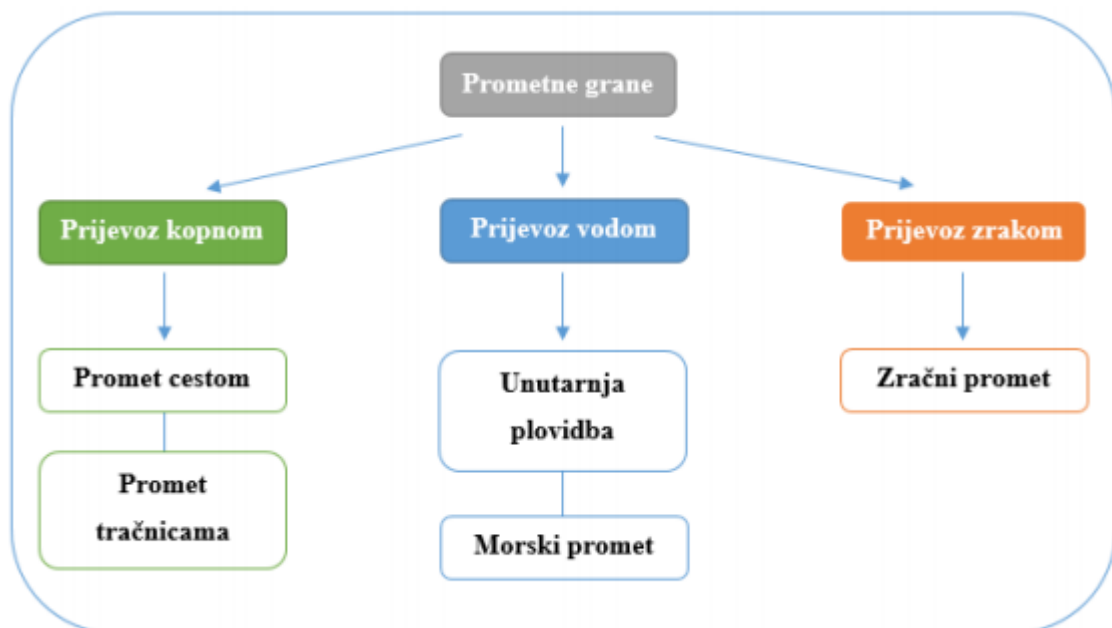 Prometne grane
Prijevoz kopnom
Prijevoz vodom
Prijevoz zrakom
Promet cestom
Unutarnja
plovidba
Zračni promet
Promet
tračnicama
Morski promet